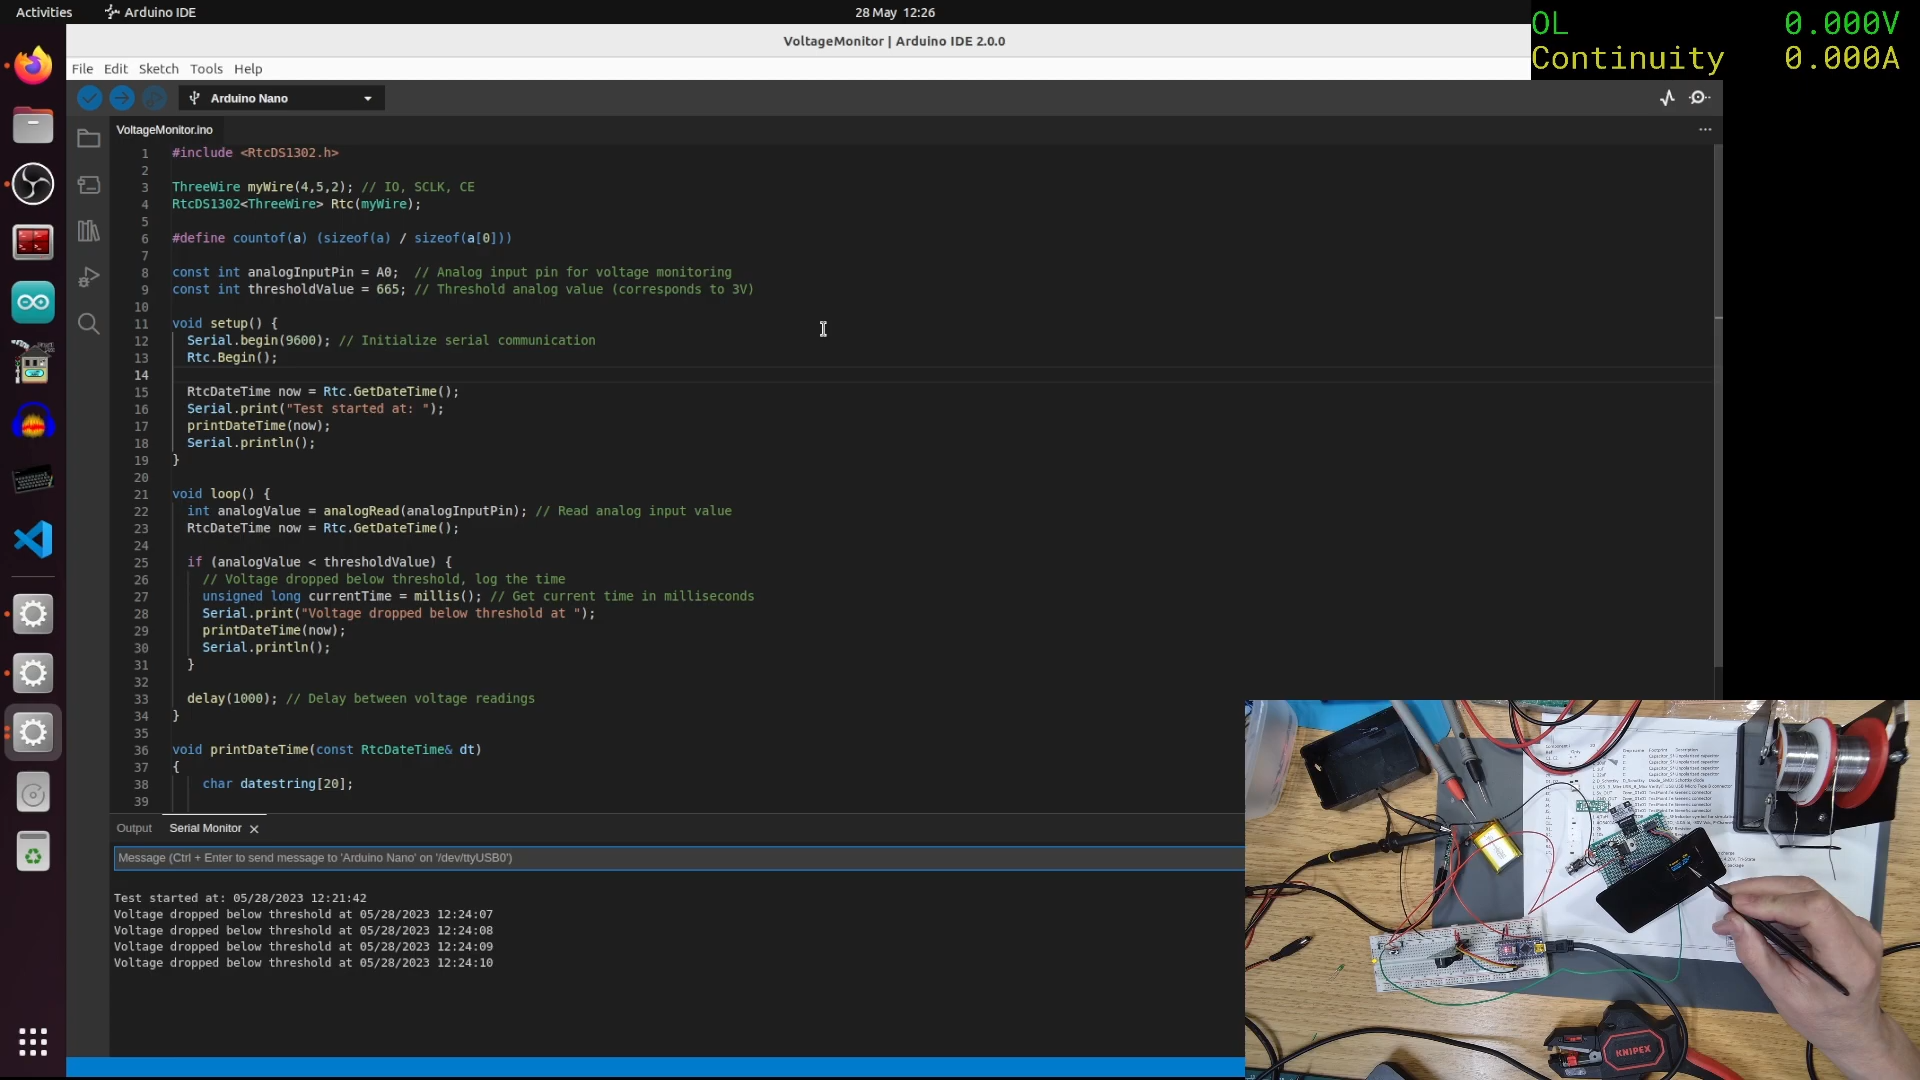 Activities
Arduino IDE
28 May 12:26
OL 0.000V
Continuity 0.000A
VoltageMonitor | Arduino IDE 2.0.0
File Edit Sketch Tools Help
Arduino Nano
VoltageMonitor.ino
1 #include <RtcDS1302.h>
2
3 ThreeWire myWire(4,5,2); // IO, SCLK, CE
4 RtcDS1302<ThreeWire> Rtc(myWire);
5
6 #define countof(a) (sizeof(a) / sizeof(a[0]))
7
8 const int analogInputPin = A0;  // Analog input pin for voltage monitoring
9 const int thresholdValue = 665; // Threshold analog value (corresponds to 3V)
10
11 void setup() {
12 Serial.begin(9600); // Initialize serial communication
13 Rtc.Begin();
14
15 RtcDateTime now = Rtc.GetDateTime();
16 Serial.print("Test started at: ");
17 printDateTime(now);
18 Serial.println();
19 }
20
21 void loop() {
22 int analogValue = analogRead(analogInputPin); // Read analog input value
23 RtcDateTime now = Rtc.GetDateTime();
24
25 if (analogValue < thresholdValue) {
26 // Voltage dropped below threshold, log the time
27 unsigned long currentTime = millis(); // Get current time in milliseconds
28 Serial.print("Voltage dropped below threshold at ");
29 printDateTime(now);
30 Serial.println();
31 }
32
33 delay(1000); // Delay between voltage readings
34 }
35
36 void printDateTime(const RtcDateTime& dt)
37 {
38 char datestring[20];
39
Output Serial Monitor
Message (Ctrl + Enter to send message to 'Arduino Nano' on '/dev/ttyUSB0')
Test started at: 05/28/2023 12:21:42
Voltage dropped below threshold at 05/28/2023 12:24:07
Voltage dropped below threshold at 05/28/2023 12:24:08
Voltage dropped below threshold at 05/28/2023 12:24:09
Voltage dropped below threshold at 05/28/2023 12:24:10
KNIPEX